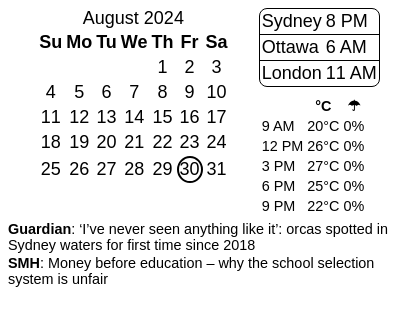 August 2024
Su Mo Tu We Th Fr Sa
1 2 3
4 5 6 7 8 9 10
11 12 13 14 15 16 17
18 19 20 21 22 23 24
25 26 27 28 29 30 31
Sydney 8 PM
Ottawa 6 AM
London 11 AM
°C ☂
9 AM 20°C 0%
12 PM 26°C 0%
3 PM 27°C 0%
6 PM 25°C 0%
9 PM 22°C 0%
Guardian: ‘I’ve never seen anything like it’: orcas spotted in
Sydney waters for first time since 2018
SMH: Money before education – why the school selection
system is unfair